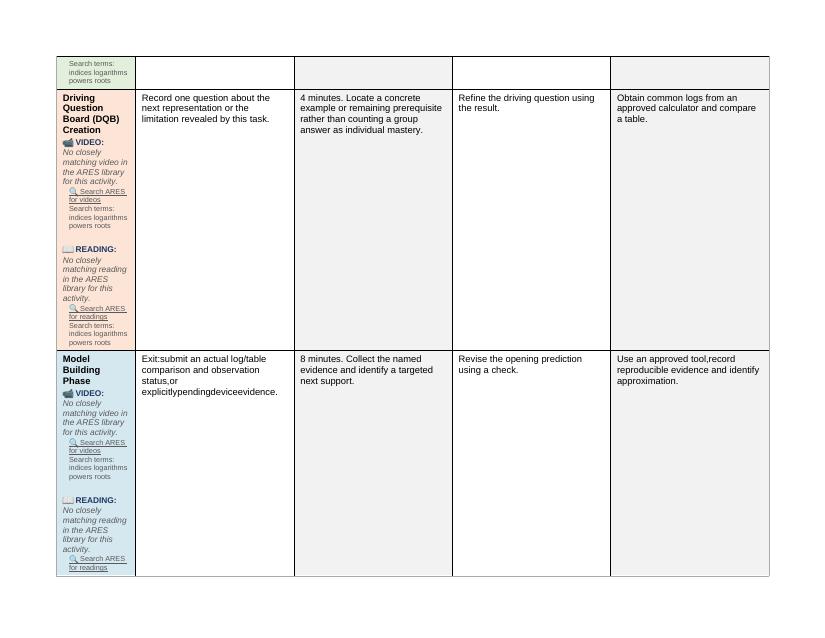 Search terms:
indices logarithms
powers roots
Driving
Question
Board (DQB)
Creation
📹 VIDEO:
No closely
matching video in
the ARES library
for this activity.
🔍 Search ARES
for videos
Search terms:
indices logarithms
powers roots
📖 READING:
No closely
matching reading
in the ARES
library for this
activity.
🔍 Search ARES
for readings
Search terms:
indices logarithms
powers roots
Record one question about the
next representation or the
limitation revealed by this task.
4 minutes. Locate a concrete
example or remaining prerequisite
rather than counting a group
answer as individual mastery.
Refine the driving question using
the result.
Obtain common logs from an
approved calculator and compare
a table.
Model
Building
Phase
📹 VIDEO:
No closely
matching video in
the ARES library
for this activity.
🔍 Search ARES
for videos
Search terms:
indices logarithms
powers roots
📖 READING:
No closely
matching reading
in the ARES
library for this
activity.
🔍 Search ARES
for readings
Exit:submit an actual log/table
comparison and observation
status,or
explicitlypendingdeviceevidence.
8 minutes. Collect the named
evidence and identify a targeted
next support.
Revise the opening prediction
using a check.
Use an approved tool,record
reproducible evidence and identify
approximation.